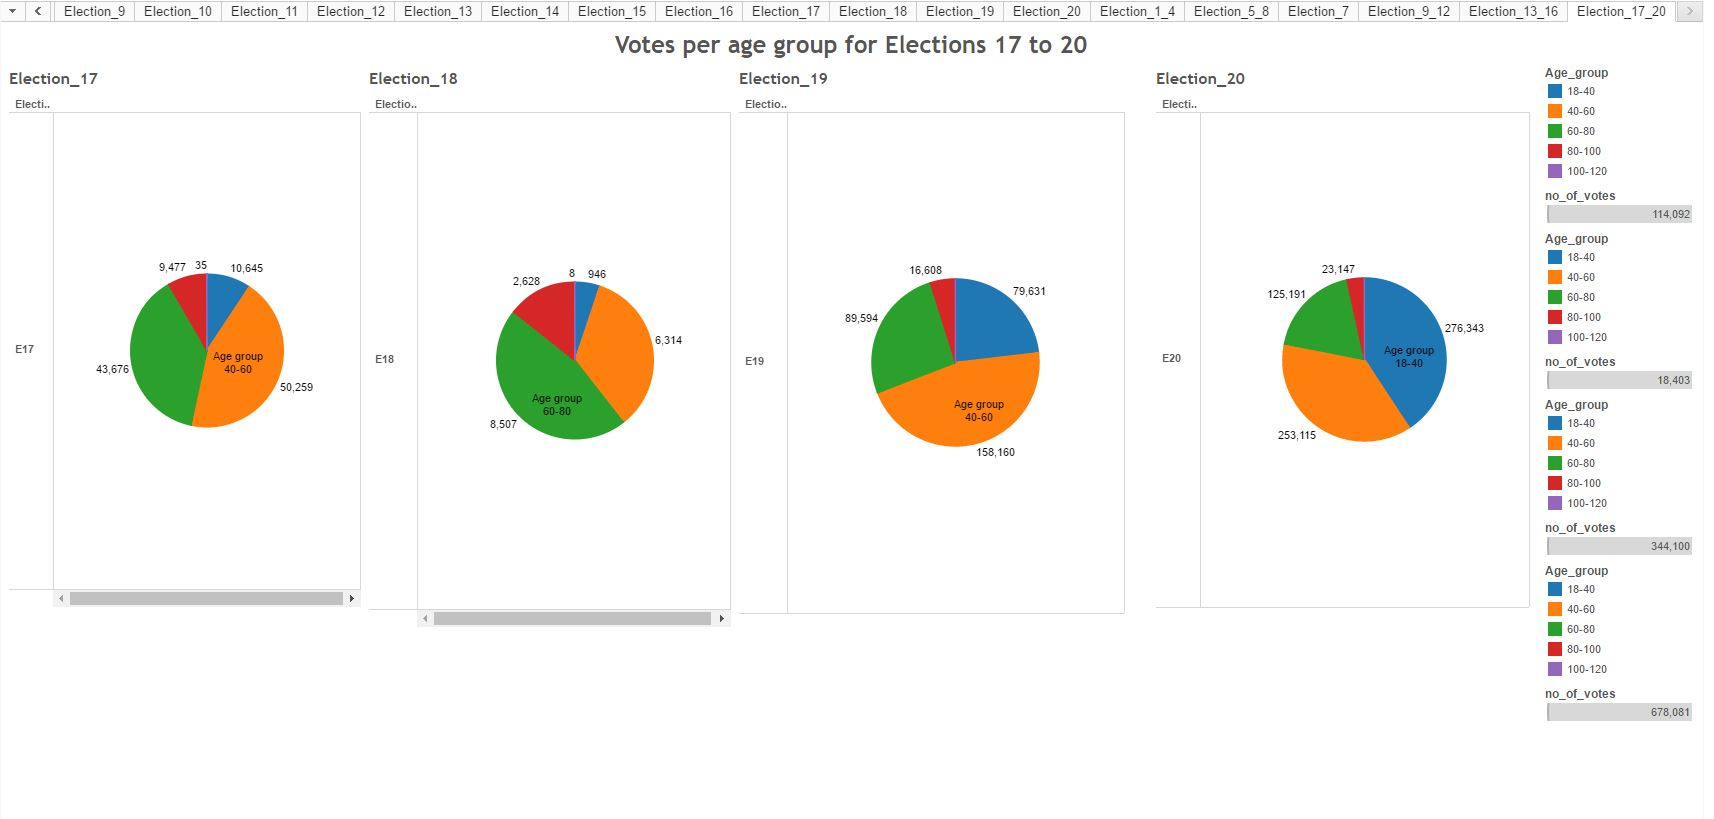 Election_9 Election_10 Election_11 Election_12 Election_13 Election_14 Election_15 Election_16 Election_17 Election_18 Election_19 Election_20 Election_1_4 Election_5_8 Election_7 Election_9_12 Election_13_16 Election_17_20
Votes per age group for Elections 17 to 20
Election_17
Electi..
E17
9,477
35
10,645
43,676
Age group
40-60
50,259
Election_18
Electio..
E18
2,628
8
946
6,314
Age group
60-80
8,507
Election_19
Electio..
E19
16,608
79,631
89,594
Age group
40-60
158,160
Election_20
Electi..
E20
23,147
125,191
276,343
Age group
18-40
253,115
Age_group
18-40
40-60
60-80
80-100
100-120
no_of_votes
114,092
Age_group
18-40
40-60
60-80
80-100
100-120
no_of_votes
18,403
Age_group
18-40
40-60
60-80
80-100
100-120
no_of_votes
344,100
Age_group
18-40
40-60
60-80
80-100
100-120
no_of_votes
678,081